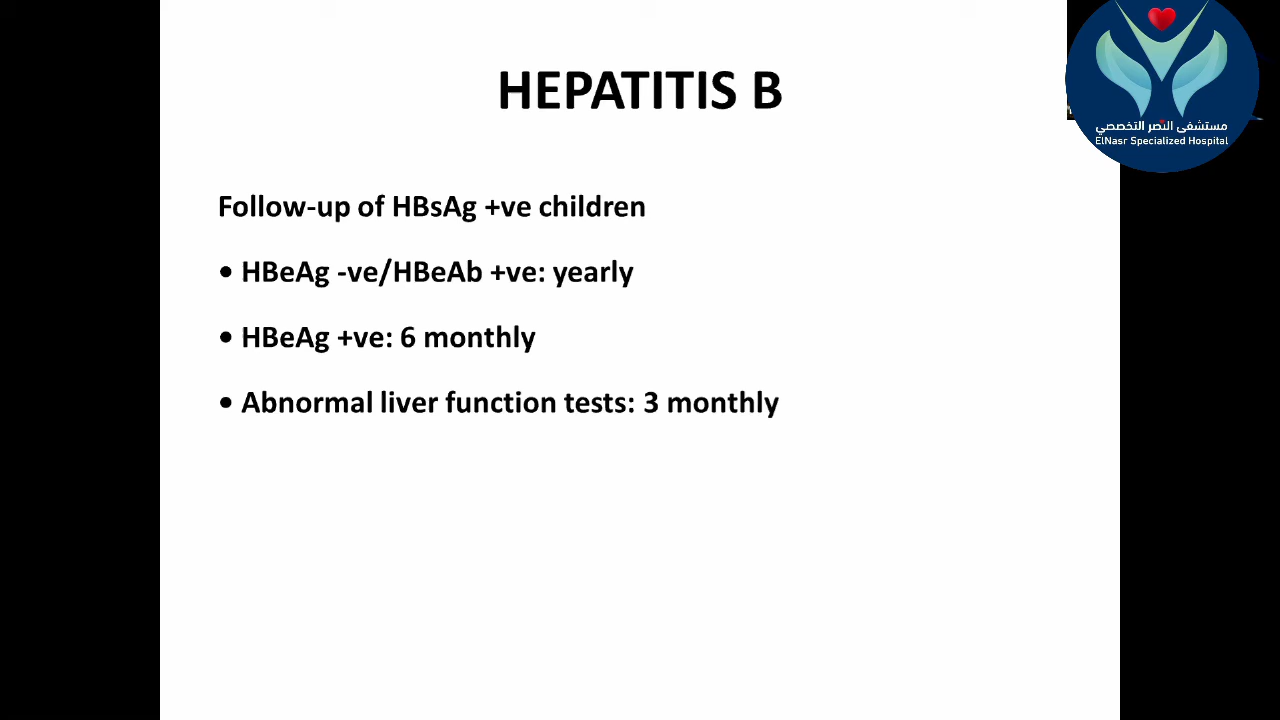 HEPATITIS B
مستشفى النصر التخصصي
ElNasr Specialized Hospital
Follow-up of HBsAg +ve children
• HBeAg -ve/HBeAb +ve: yearly
• HBeAg +ve: 6 monthly
• Abnormal liver function tests: 3 monthly